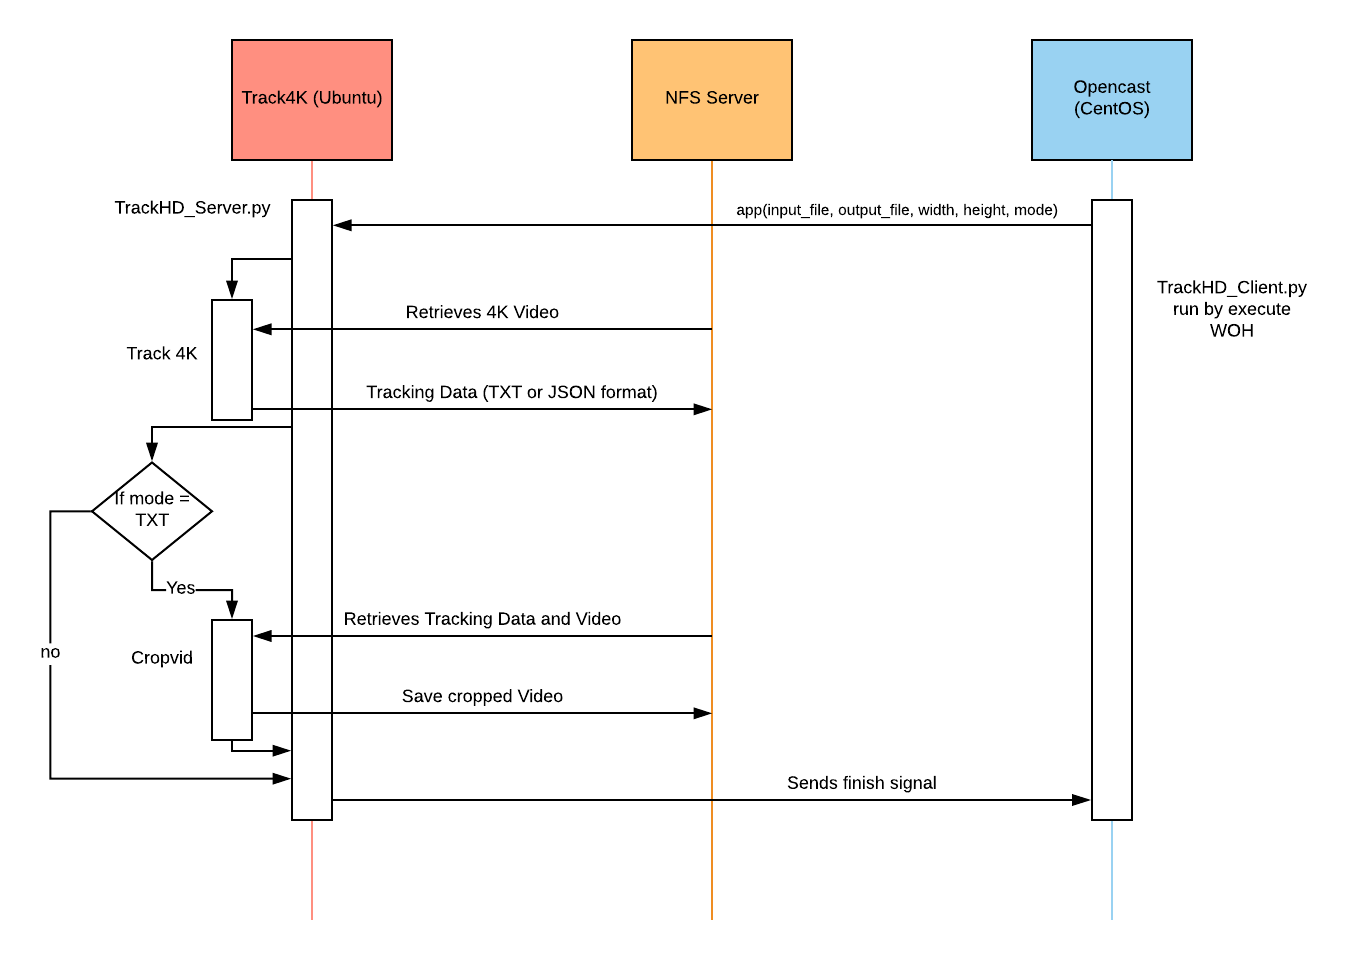 Track4K (Ubuntu)
NFS Server
Opencast
(CentOS)
TrackHD_Server.py
app(input_file, output_file, width, height, mode)
TrackHD_Client.py
run by execute
WOH
Retrieves 4K Video
Track 4K
Tracking Data (TXT or JSON format)
If mode =
TXT
Yes
Retrieves Tracking Data and Video
no
Cropvid
Save cropped Video
Sends finish signal